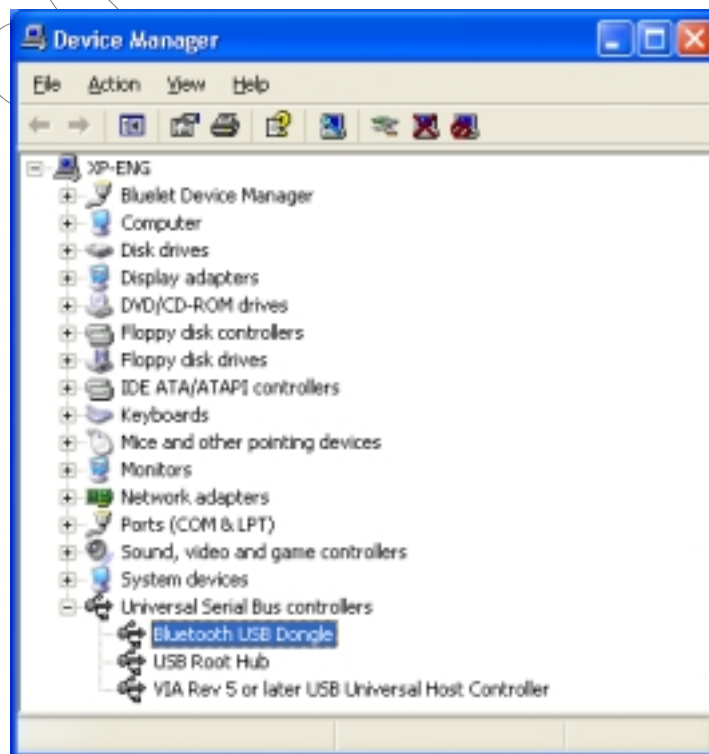 Device Manager
File Action View Help
XP-ENG
Bluelet Device Manager
Computer
Disk drives
Display adapters
DVD/CD-ROM drives
Floppy disk controllers
Floppy disk drives
IDE ATA/ATAPI controllers
Keyboards
Mice and other pointing devices
Monitors
Network adapters
Ports (COM & LPT)
Sound, video and game controllers
System devices
Universal Serial Bus controllers
Bluetooth USB Dongle
USB Root Hub
VIA Rev 5 or later USB Universal Host Controller